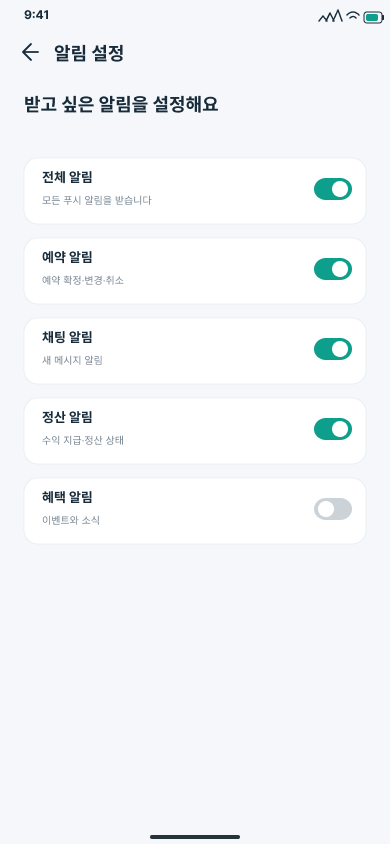 9:41
알림 설정
받고 싶은 알림을 설정해요
전체 알림
모든 푸시 알림을 받습니다
예약 알림
예약 확정·변경·취소
채팅 알림
새 메시지 알림
정산 알림
수익 지급·정산 상태
혜택 알림
이벤트와 소식